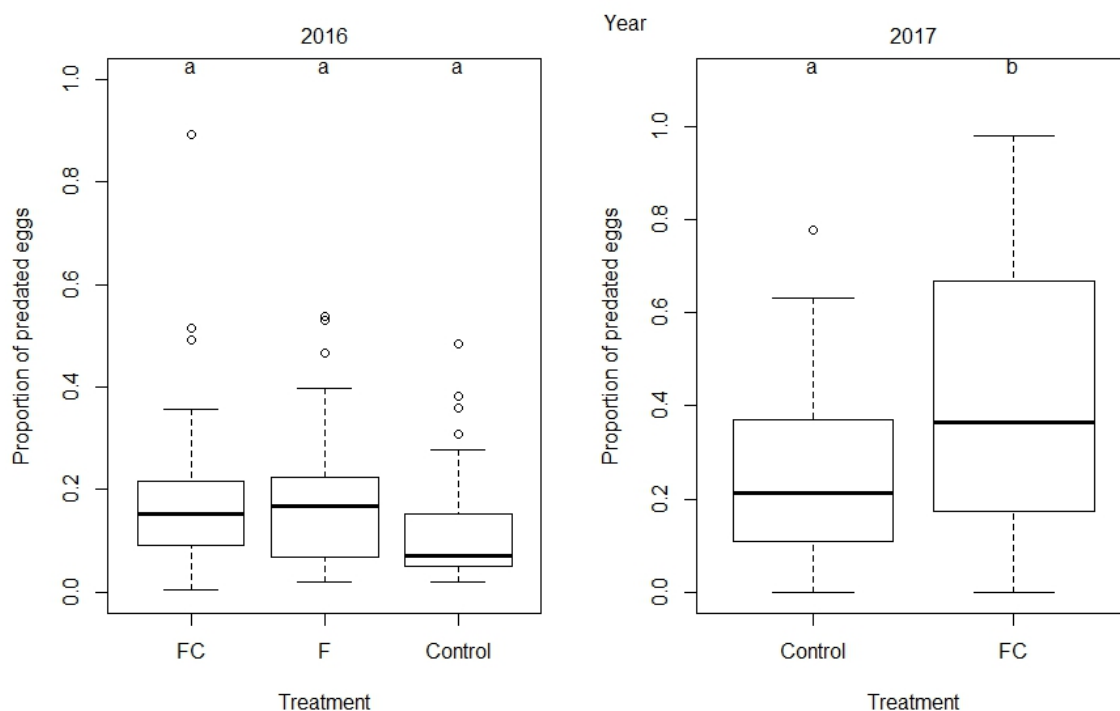 Year
2016
a a a
Proportion of predated eggs
1.0
0.8
0.6
0.4
0.2
0.0
FC F Control
Treatment
2017
a b
Proportion of predated eggs
1.0
0.8
0.6
0.4
0.2
0.0
Control FC
Treatment